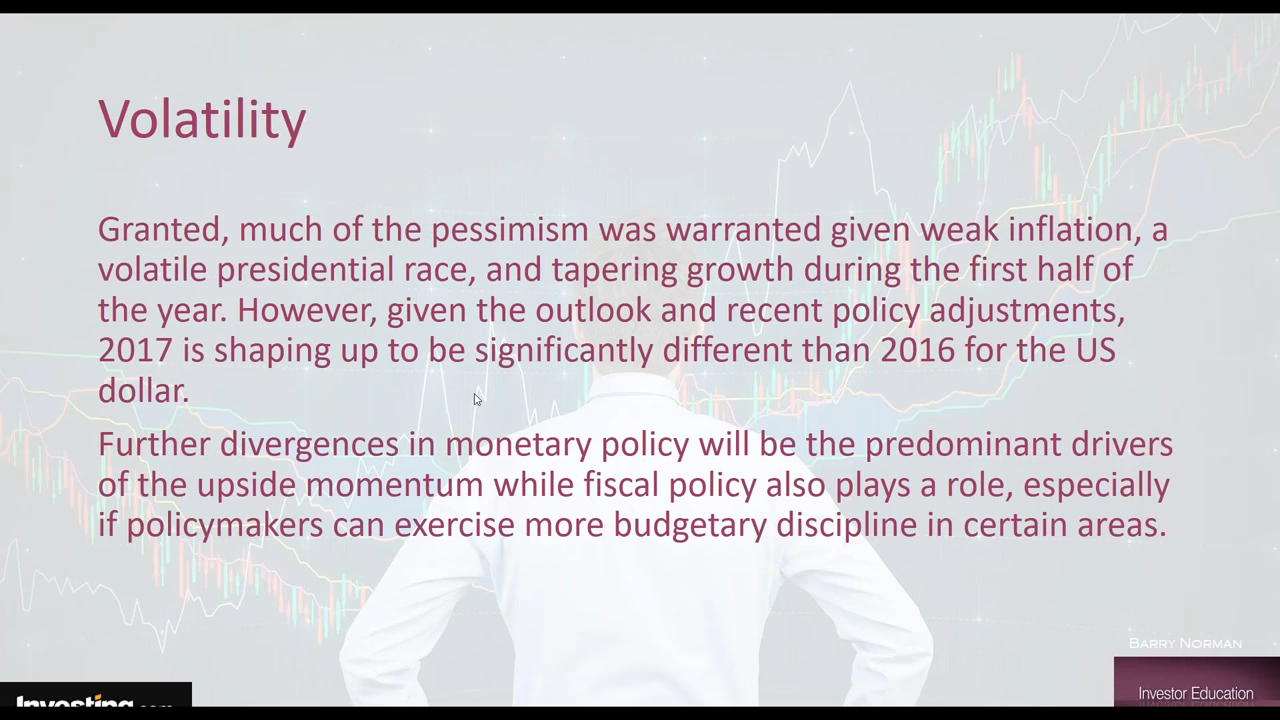 Volatility
Granted, much of the pessimism was warranted given weak inflation, a
volatile presidential race, and tapering growth during the first half of
the year. However, given the outlook and recent policy adjustments,
2017 is shaping up to be significantly different than 2016 for the US
dollar.
Further divergences in monetary policy will be the predominant drivers
of the upside momentum while fiscal policy also plays a role, especially
if policymakers can exercise more budgetary discipline in certain areas.
Barry Norman
Investing.com
Investor Education